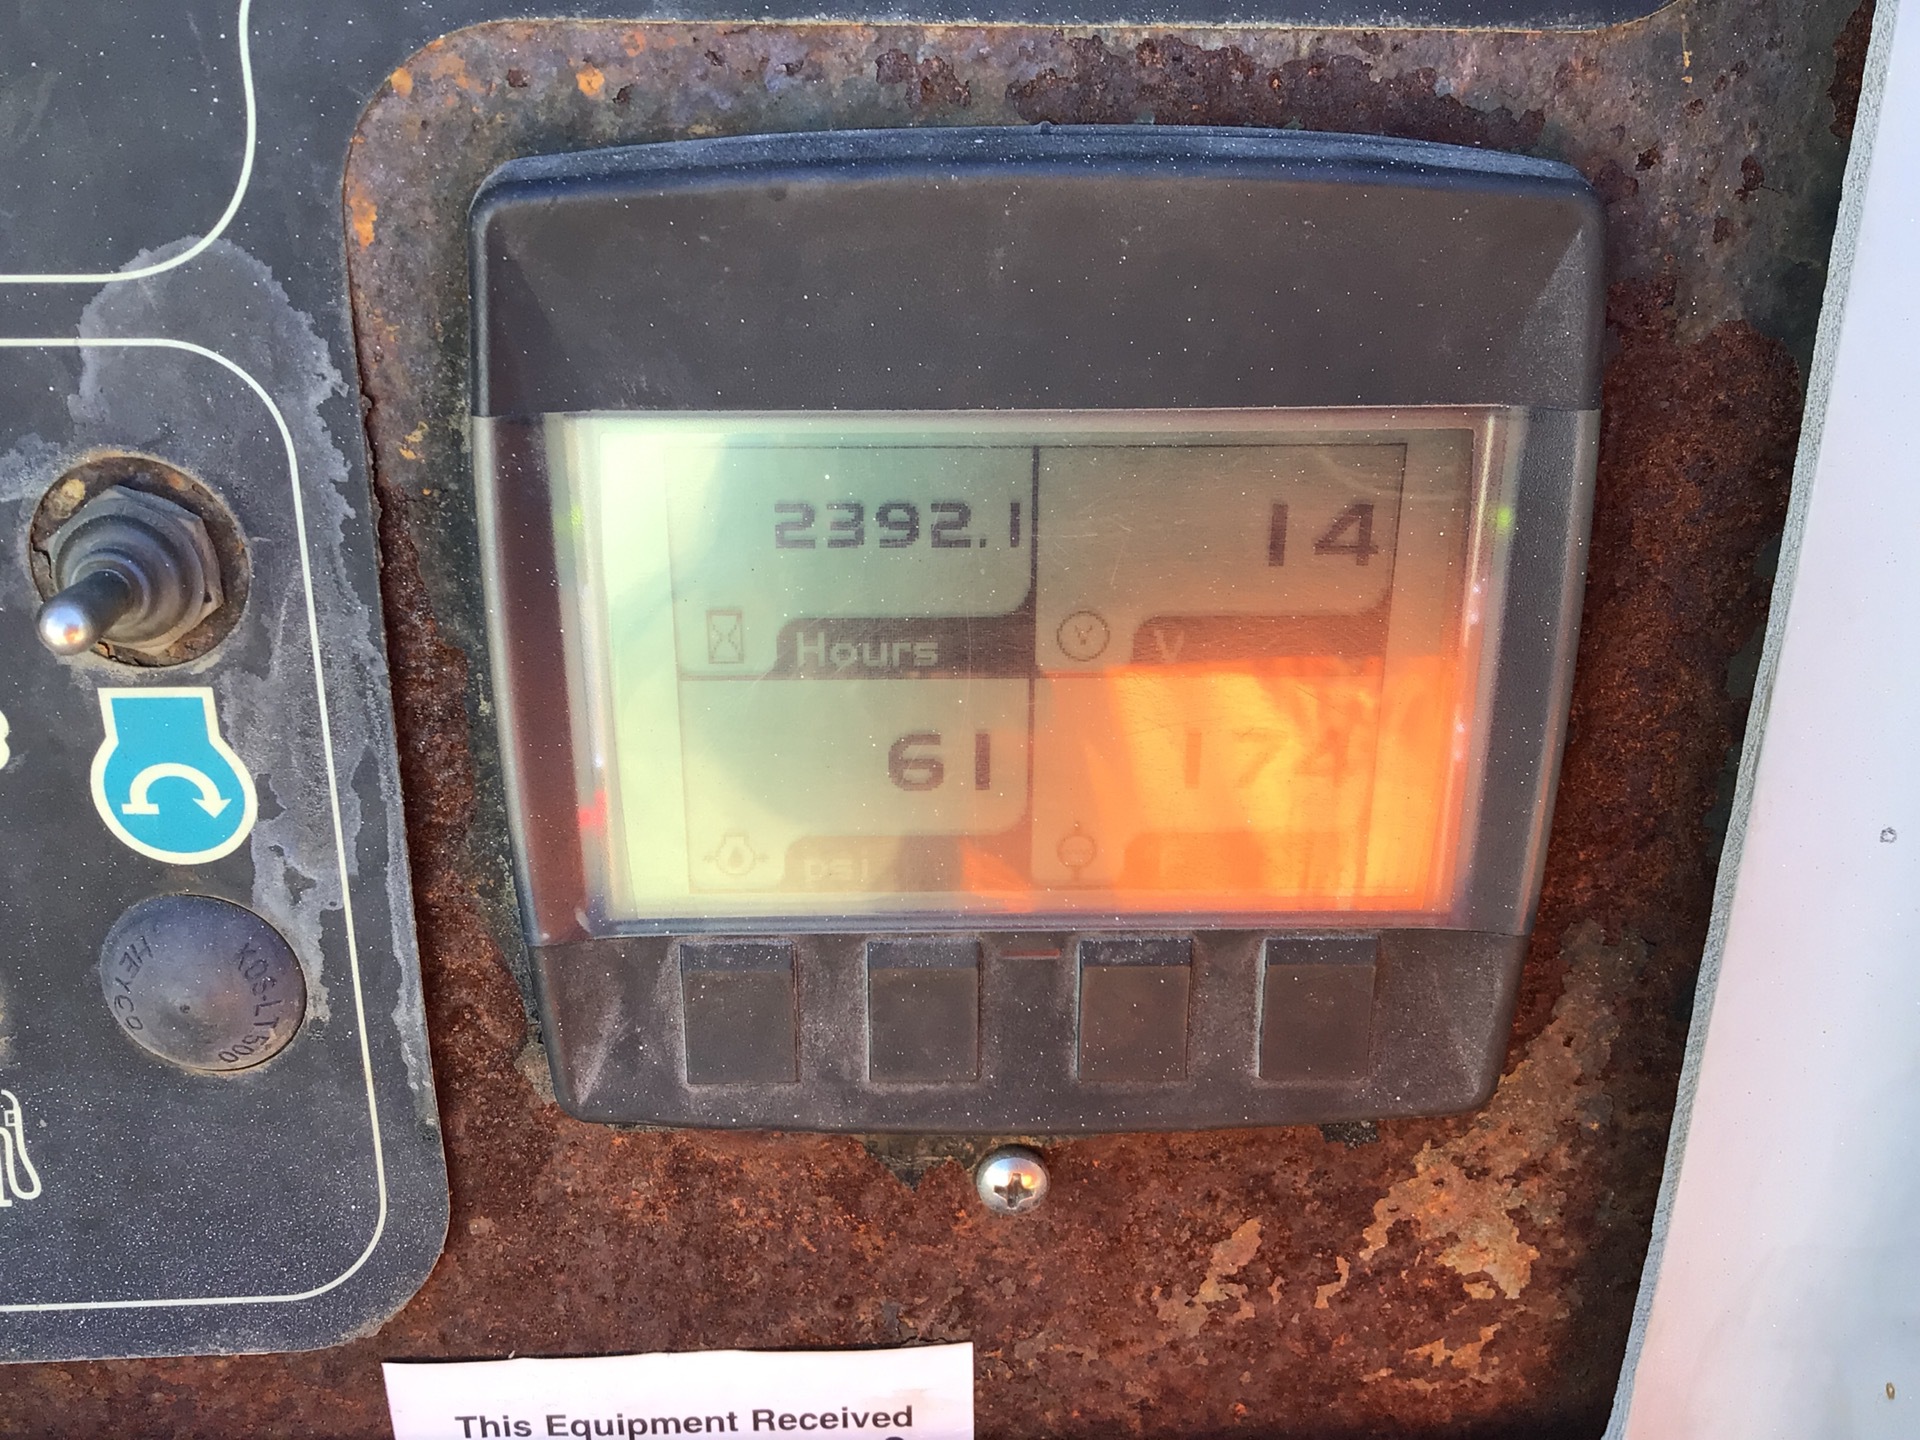 2392.1
14
Hours
V
61
174
psi
HEYCO
KOS-LT500
This Equipment Received